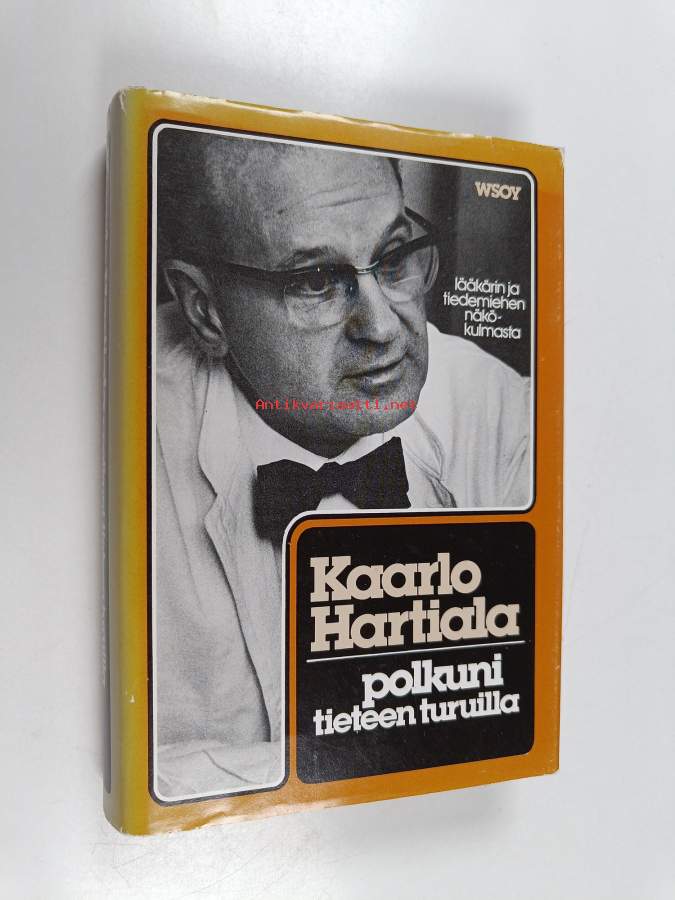 WSOY
lääkärin ja
tiedemiehen
näkö-
kulmasta
Antikvariaatti.net
Kaarlo
Hartiala
polkuni
tieteen turuilla